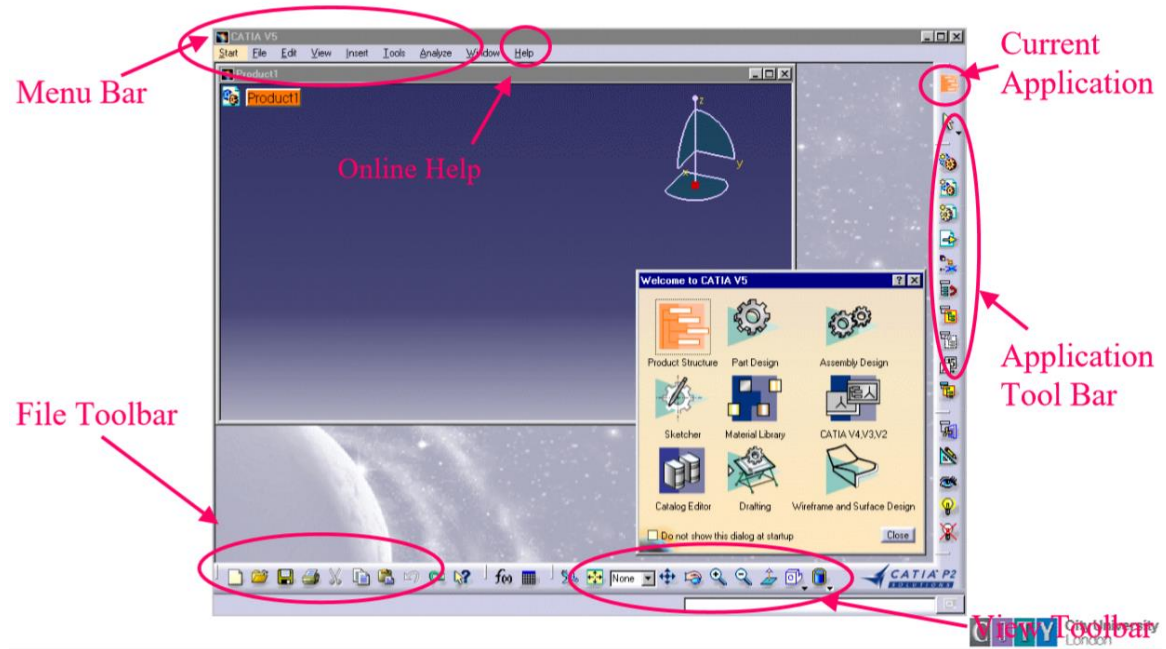 CATIA V5
Start File Edit View Insert Tools Analyze Window Help
Current
Application
Menu Bar
Product1
Product1
z
y
x
Online Help
Welcome to CATIA V5
Product Structure Part Design Assembly Design
Sketcher Material Library CATIA V4,V3,V2
Catalog Editor Drafting Wireframe and Surface Design
Do not show this dialog at startup Close
Application
Tool Bar
File Toolbar
f(x) None CATIA P2
SOLUTIONS
View Toolbar
CITY City University
London